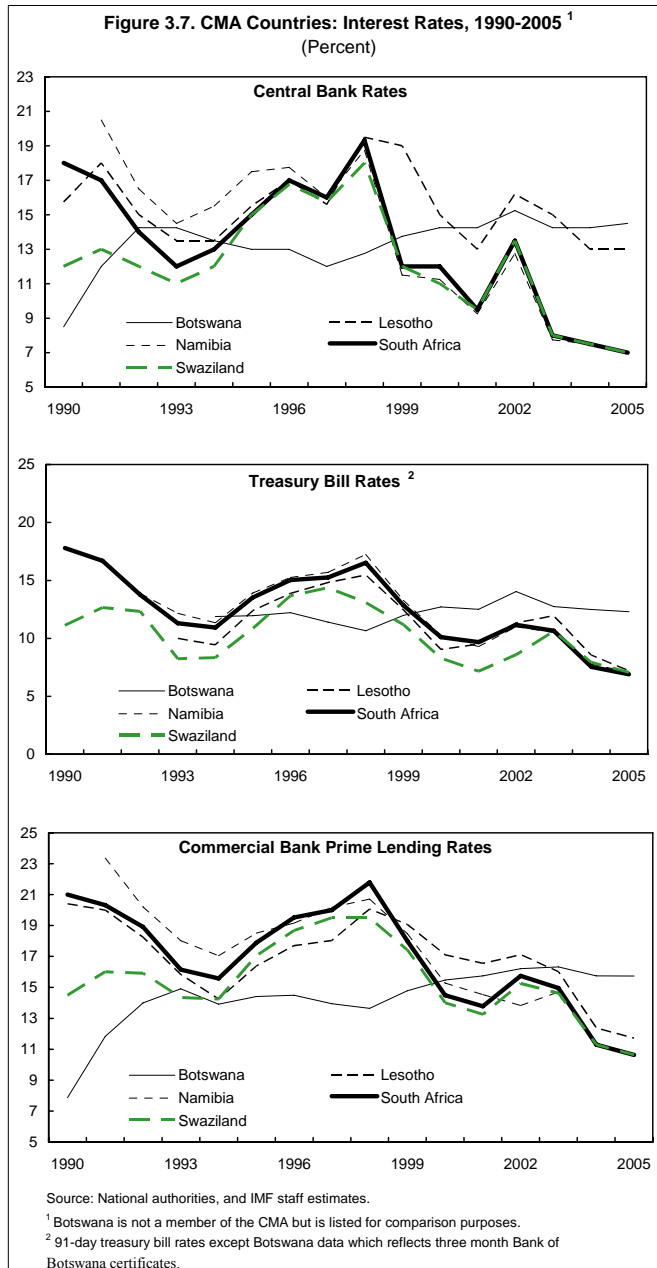 Figure 3.7. CMA Countries: Interest Rates, 1990-2005 ¹
(Percent)
Central Bank Rates
23
21
19
17
15
13
11
9
7
5
Botswana Lesotho
Namibia South Africa
Swaziland
1990 1993 1996 1999 2002 2005
Treasury Bill Rates ²
25
20
15
10
5
0
Botswana Lesotho
Namibia South Africa
Swaziland
1990 1993 1996 1999 2002 2005
Commercial Bank Prime Lending Rates
25
23
21
19
17
15
13
11
9
7
5
Botswana Lesotho
Namibia South Africa
Swaziland
1990 1993 1996 1999 2002 2005
Source: National authorities, and IMF staff estimates.
¹ Botswana is not a member of the CMA but is listed for comparison purposes.
² 91-day treasury bill rates except Botswana data which reflects three month Bank of
Botswana certificates.